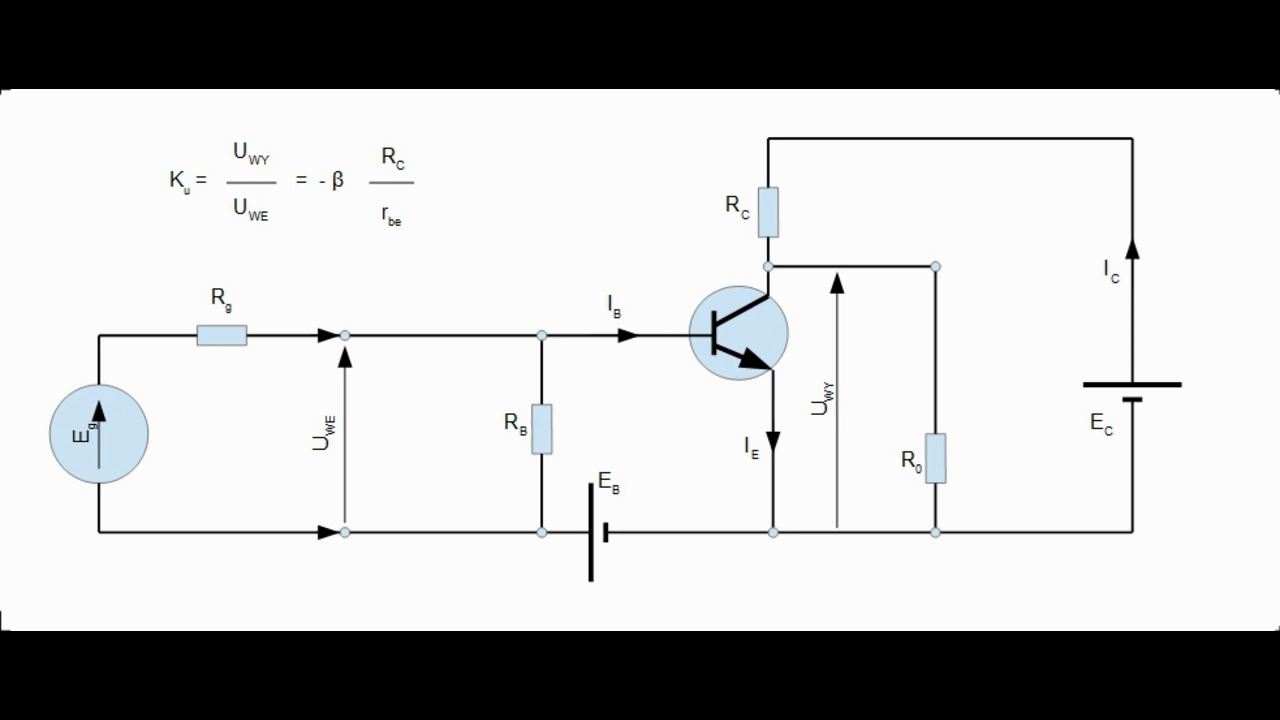 U_WY R_C
K_u = = - β
U_WE r_be
R_C
I_C
R_g
I_B
U_WY
E_g
U_WE
R_B
E_C
I_E
R_0
E_B